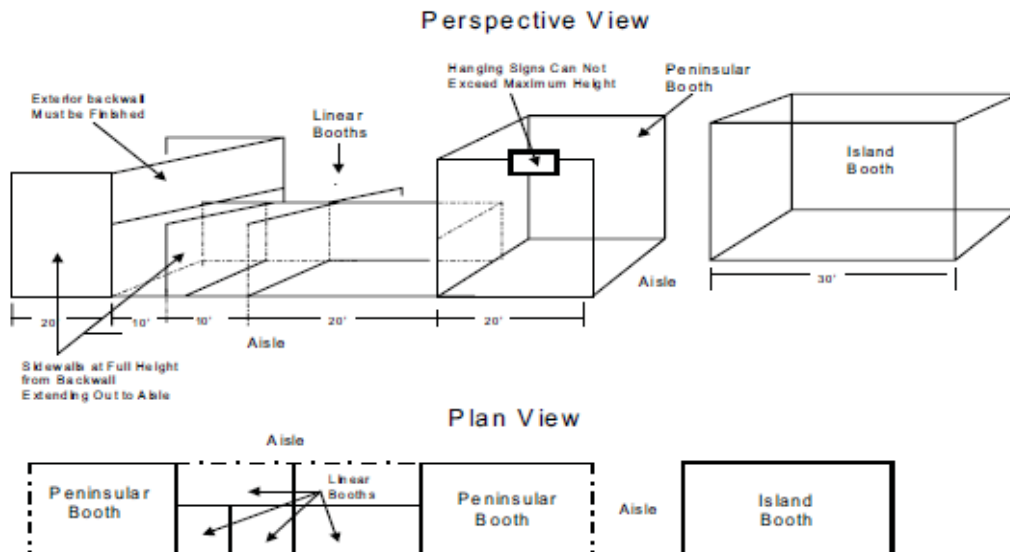 Perspective View
Hanging Signs Can Not
Exceed Maximum Height
Peninsular
Booth
Exterior backwall
Must be Finished
Linear
Booths
Island
Booth
Aisle
30'
20'
10'
10'
20'
20'
Aisle
Sidewalls at Full Height
from Backwall
Extending Out to Aisle
Plan View
Aisle
Peninsular
Booth
Linear
Booths
Peninsular
Booth
Aisle
Island
Booth